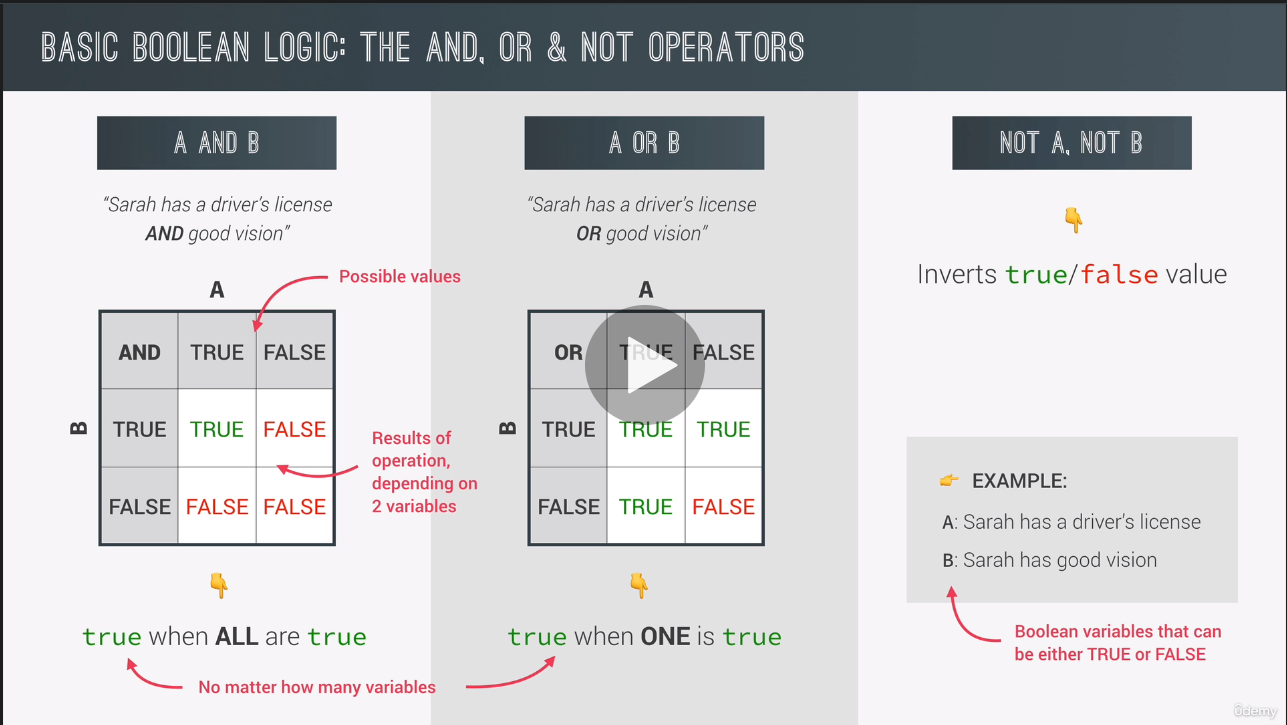 BASIC BOOLEAN LOGIC: THE AND, OR & NOT OPERATORS
A AND B
“Sarah has a driver’s license
AND good vision”
Possible values
A
AND TRUE FALSE
B
TRUE TRUE FALSE
FALSE FALSE FALSE
Results of
operation,
depending on
2 variables
👇
true when ALL are true
No matter how many variables
A OR B
“Sarah has a driver’s license
OR good vision”
A
OR TRUE FALSE
B
TRUE TRUE TRUE
FALSE TRUE FALSE
👇
true when ONE is true
NOT A, NOT B
👇
Inverts true/false value
👉 EXAMPLE:
A: Sarah has a driver’s license
B: Sarah has good vision
Boolean variables that can
be either TRUE or FALSE
ûdemy